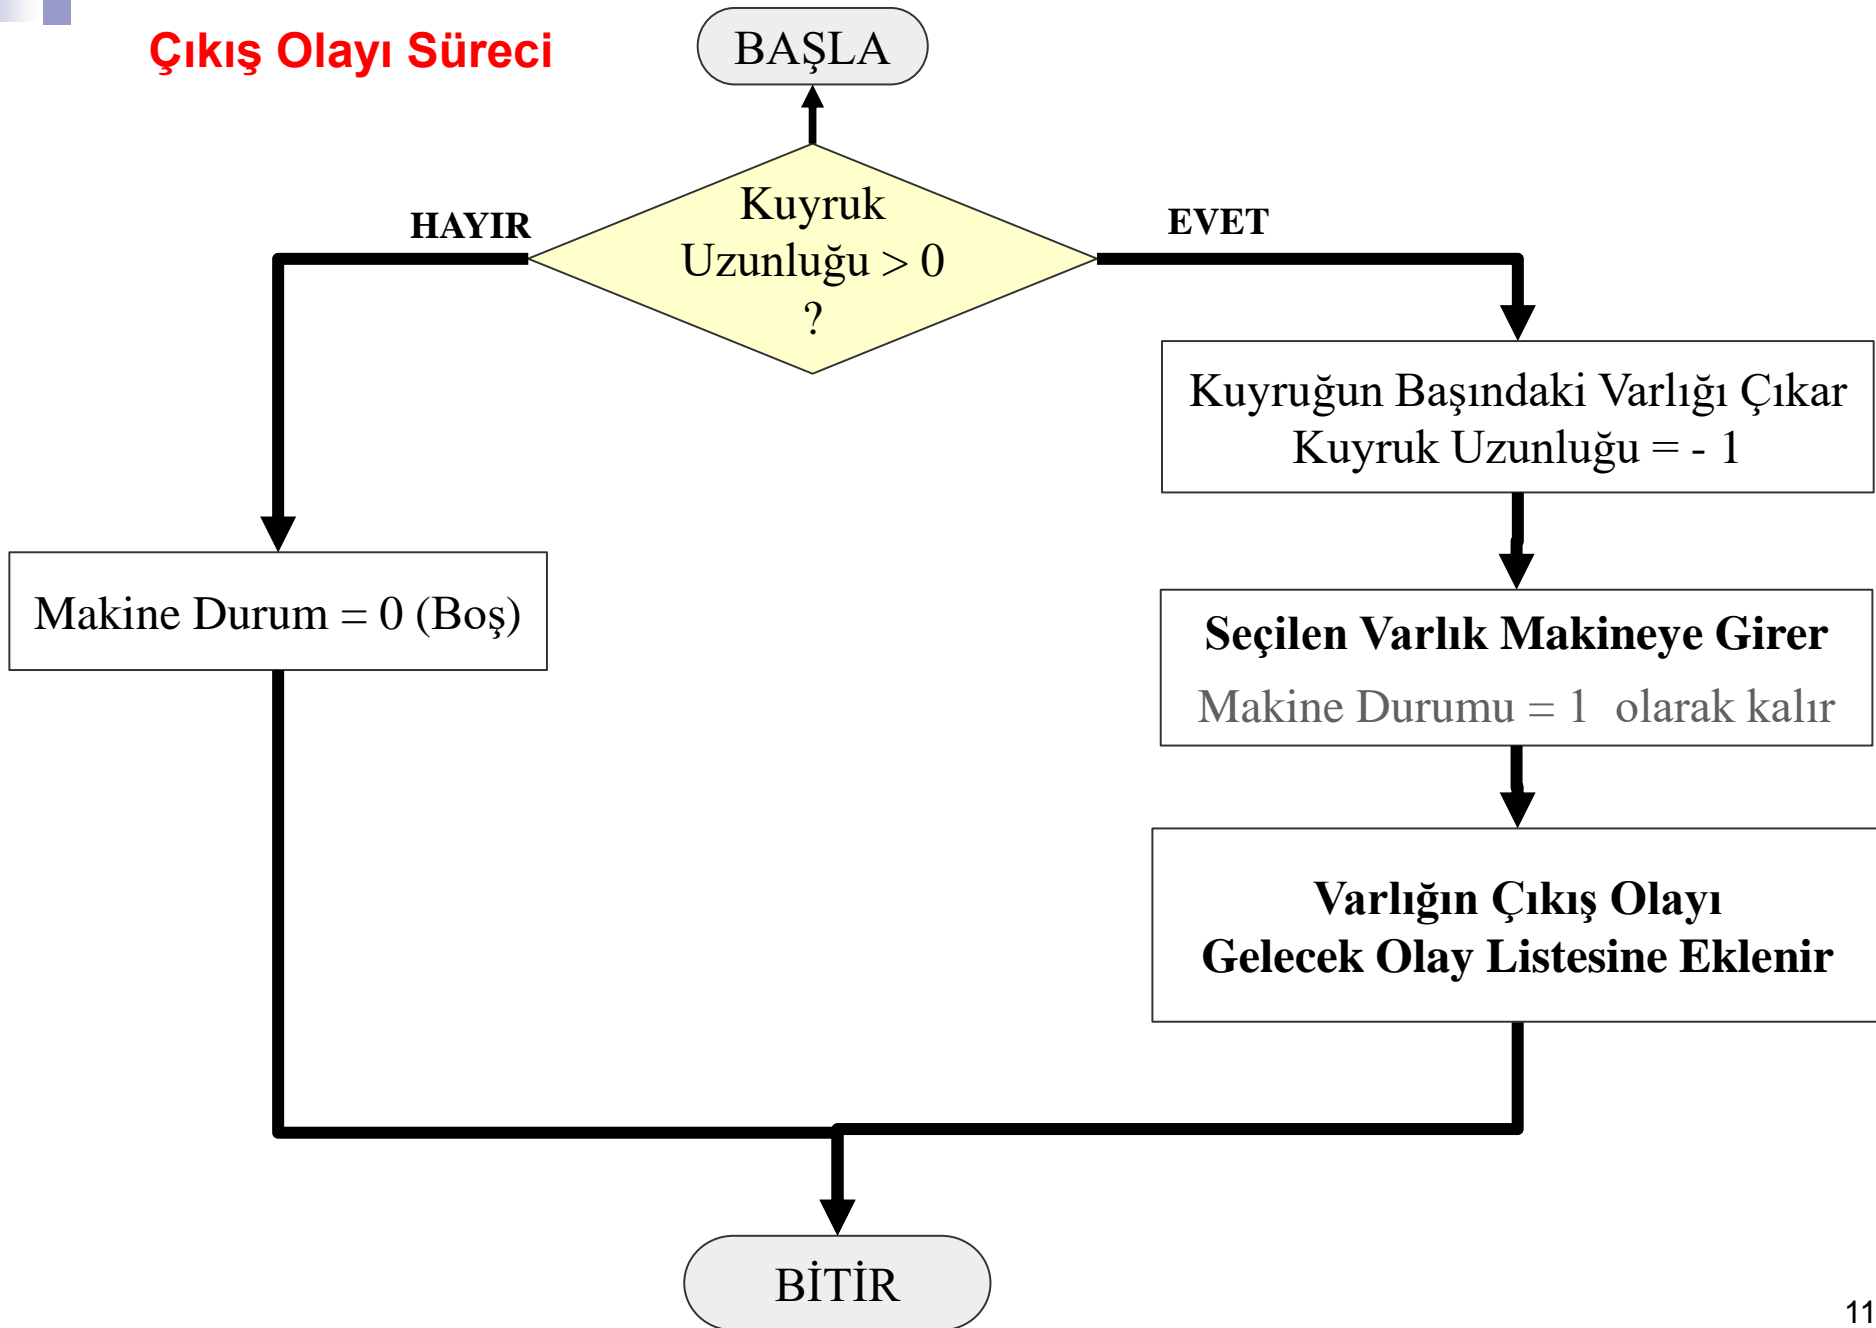 Çıkış Olayı Süreci
BAŞLA
Kuyruk
Uzunluğu > 0
?
HAYIR
EVET
Kuyruğun Başındaki Varlığı Çıkar
Kuyruk Uzunluğu = - 1
Makine Durum = 0 (Boş)
Seçilen Varlık Makineye Girer
Makine Durumu = 1 olarak kalır
Varlığın Çıkış Olayı
Gelecek Olay Listesine Eklenir
BİTİR
11